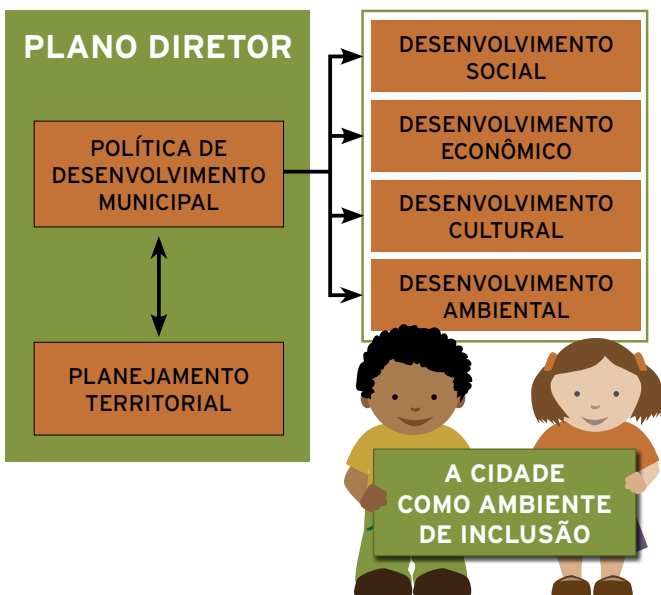 PLANO DIRETOR
POLÍTICA DE
DESENVOLVIMENTO
MUNICIPAL
PLANEJAMENTO
TERRITORIAL
DESENVOLVIMENTO
SOCIAL
DESENVOLVIMENTO
ECONÔMICO
DESENVOLVIMENTO
CULTURAL
DESENVOLVIMENTO
AMBIENTAL
A CIDADE
COMO AMBIENTE
DE INCLUSÃO